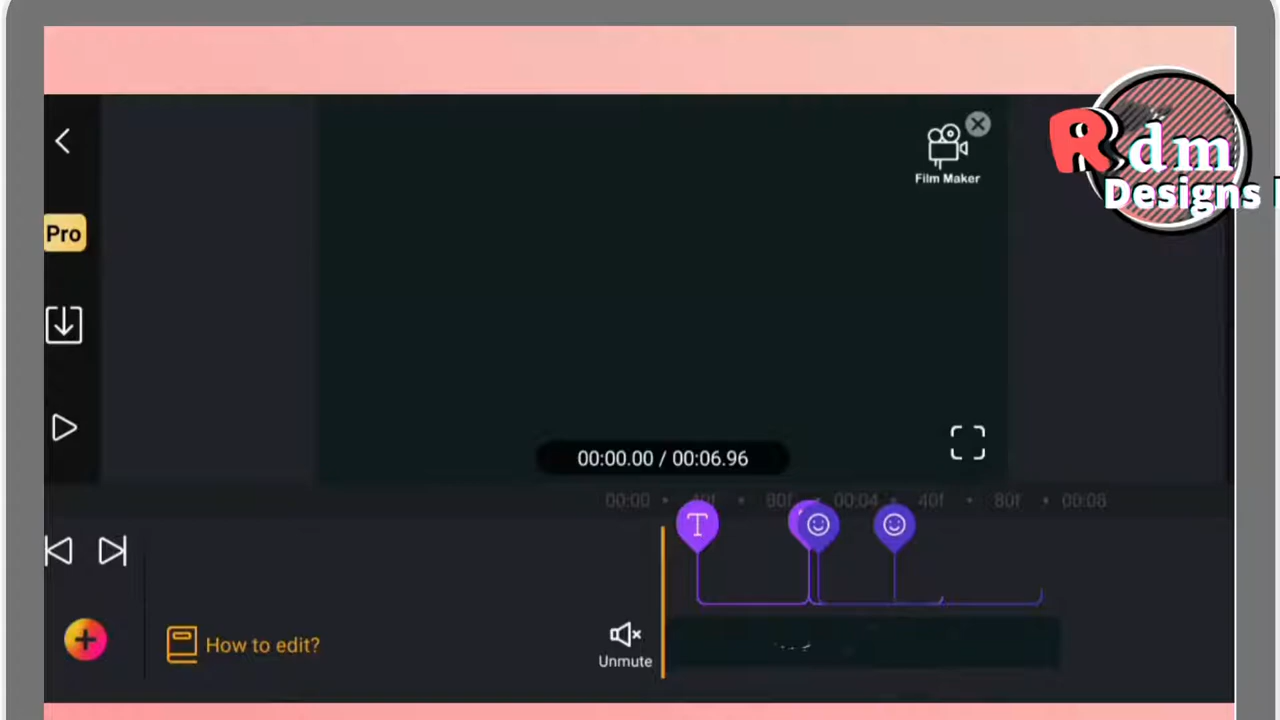 Film Maker
Rdm
Designs
Pro
00:00.00 / 00:06.96
00:00 40f 80f 00:04 40f 80f 00:08
T
How to edit?
Unmute